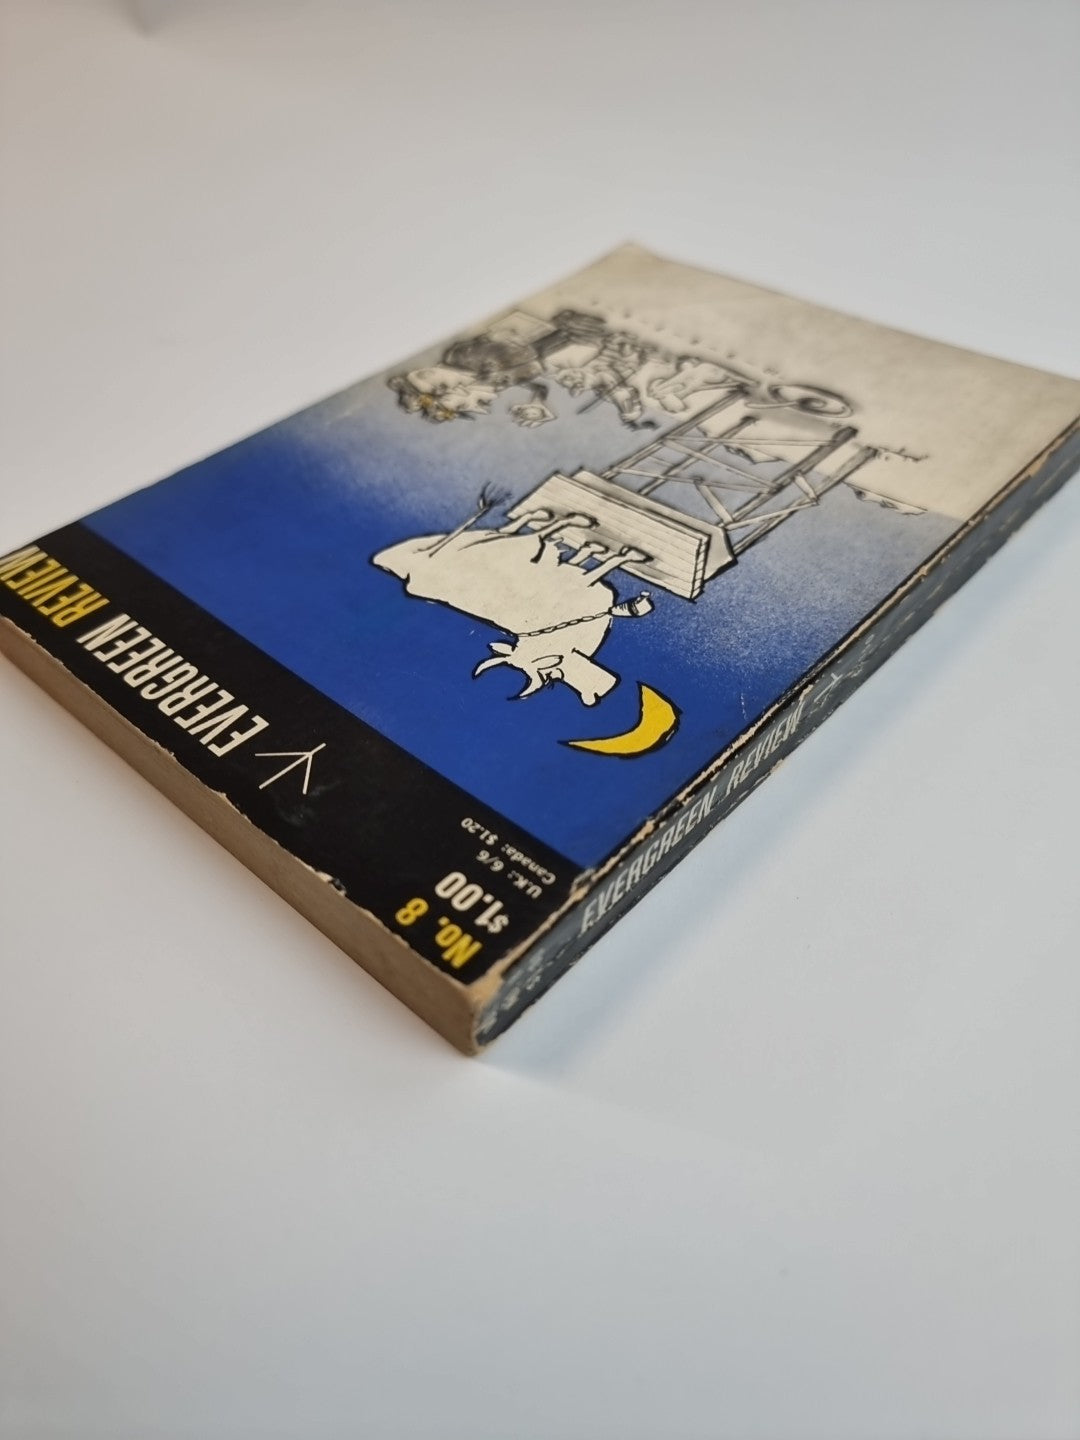 No. 8
$1.00
U.K.: 6/6
Canada: $1.20
EVERGREEN REVIEW
EVERGREEN REVIEW